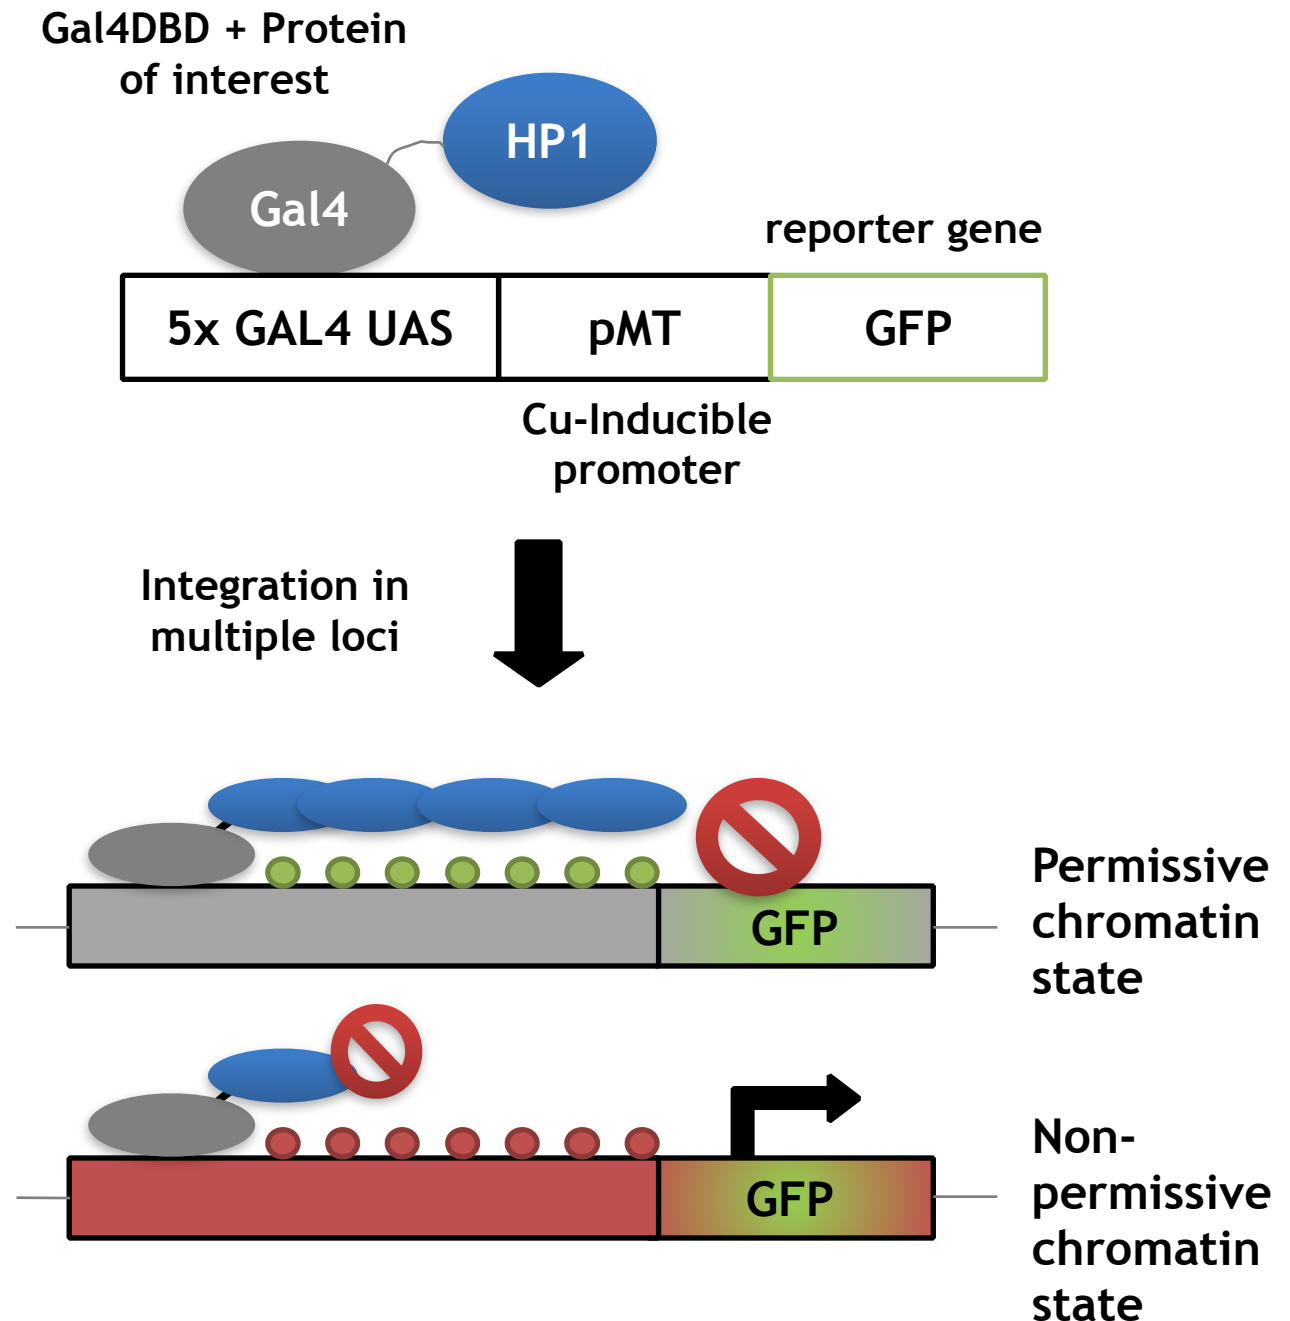 Gal4DBD + Protein
of interest
HP1
Gal4
reporter gene
5x GAL4 UAS
pMT
GFP
Cu-Inducible
promoter
Integration in
multiple loci
GFP
Permissive
chromatin
state
GFP
Non-
permissive
chromatin
state